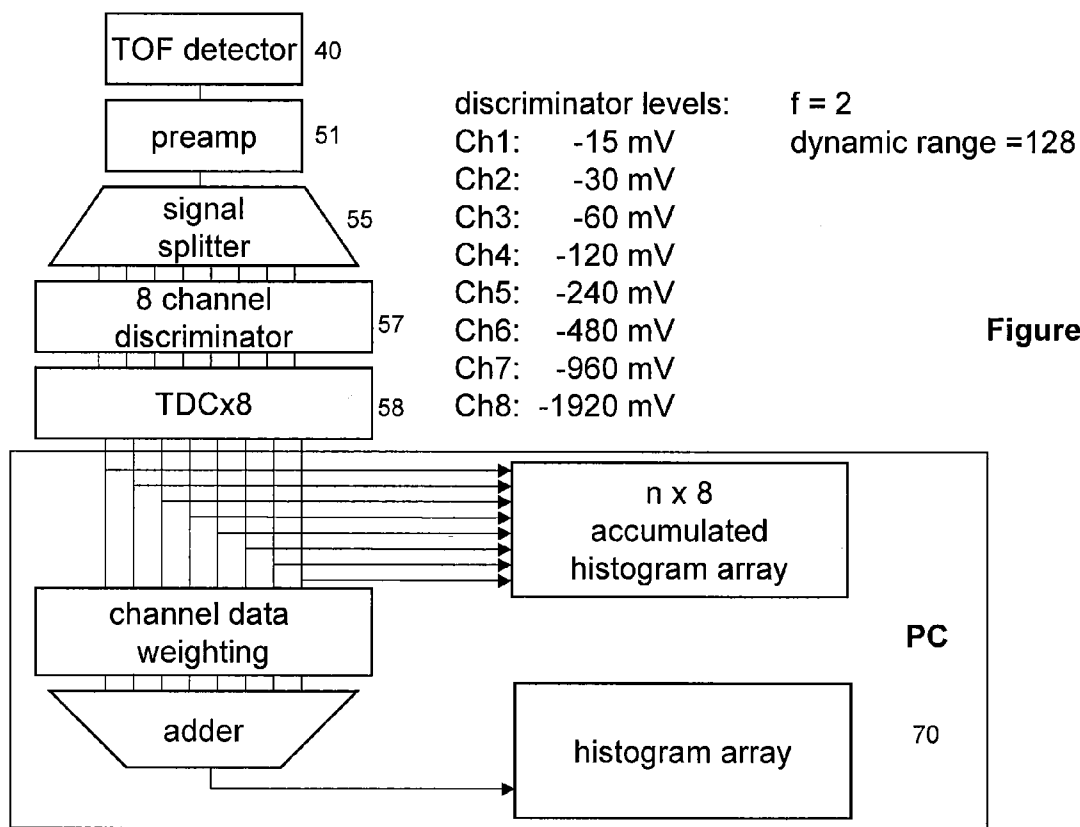 TOF detector 40
preamp 51
signal
splitter 55
8 channel
discriminator 57
TDCx8 58
discriminator levels: f = 2
Ch1: -15 mV dynamic range =128
Ch2: -30 mV
Ch3: -60 mV
Ch4: -120 mV
Ch5: -240 mV
Ch6: -480 mV
Ch7: -960 mV
Ch8: -1920 mV
Figure
n x 8
accumulated
histogram array
channel data
weighting
PC
adder
histogram array
70